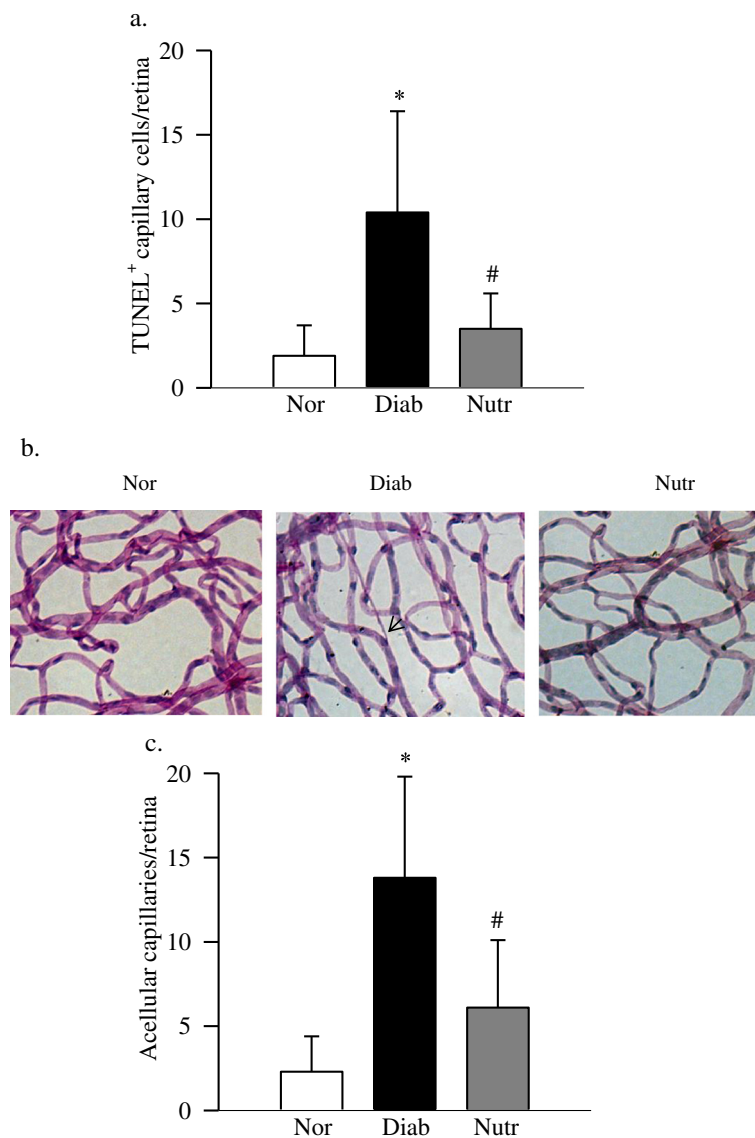 a.
TUNEL⁺ capillary cells/retina
20
15
10
5
0
*
#
Nor Diab Nutr
b.
Nor Diab Nutr
c.
Acellular capillaries/retina
20
15
10
5
0
*
#
Nor Diab Nutr